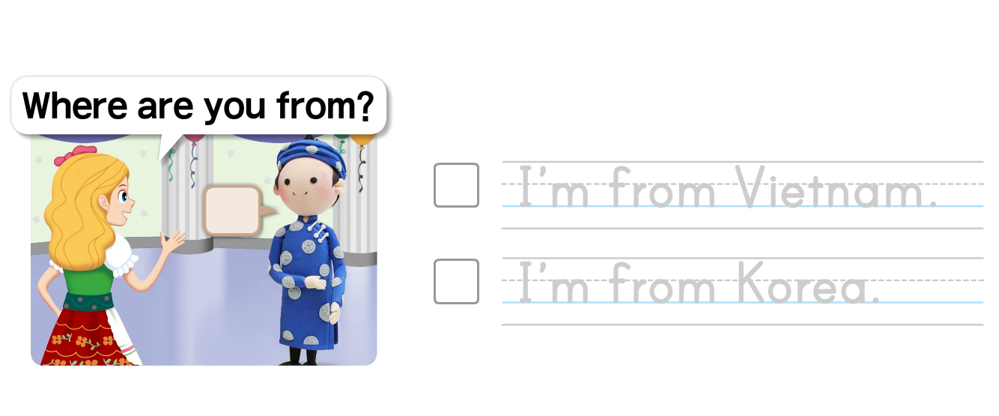 Where are you from?
I'm from Vietnam.
I'm from Korea.